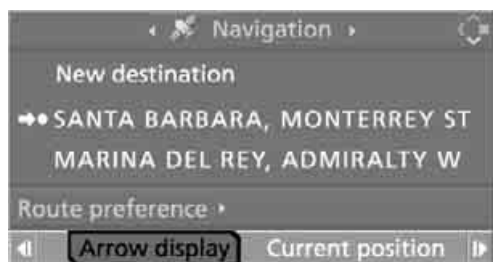 Navigation
New destination
SANTA BARBARA, MONTERREY ST
MARINA DEL REY, ADMIRALTY W
Route preference
Arrow display Current position